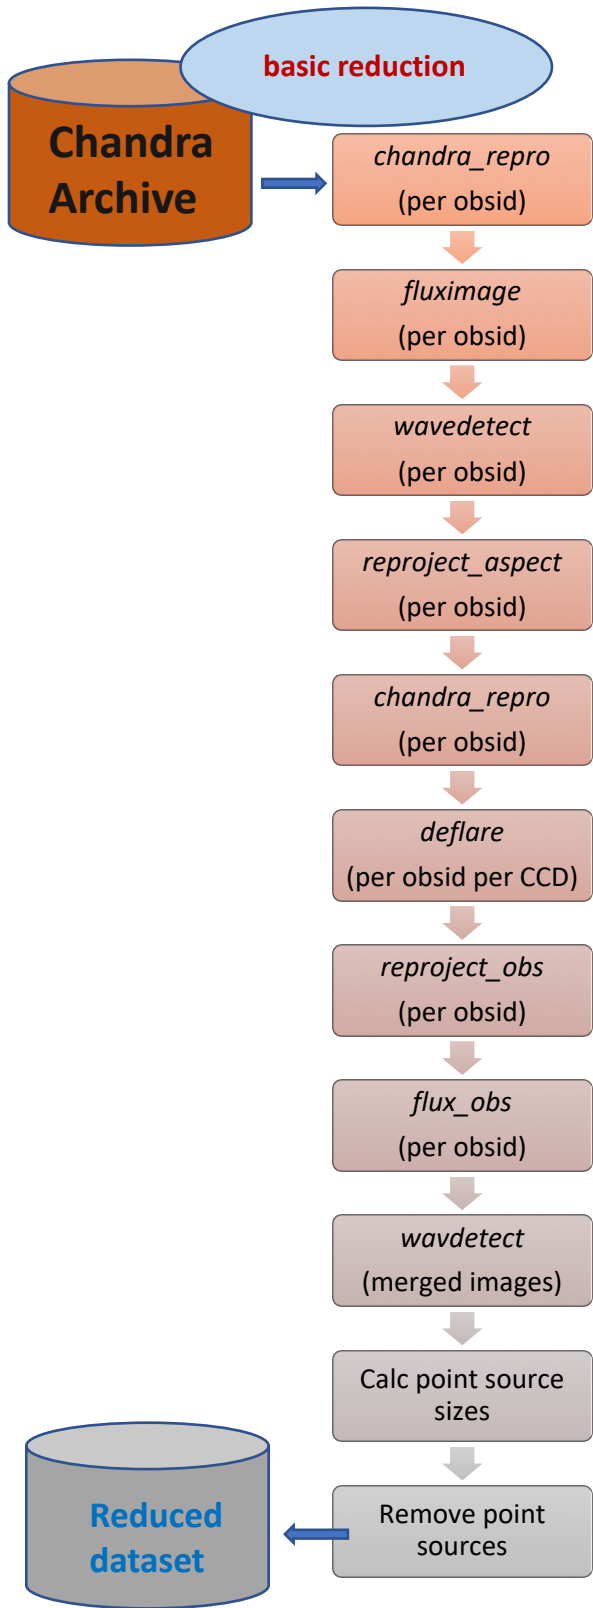 basic reduction
Chandra
Archive
chandra_repro
(per obsid)
fluximage
(per obsid)
wavedetect
(per obsid)
reproject_aspect
(per obsid)
chandra_repro
(per obsid)
deflare
(per obsid per CCD)
reproject_obs
(per obsid)
flux_obs
(per obsid)
wavdetect
(merged images)
Calc point source
sizes
Remove point
sources
Reduced
dataset